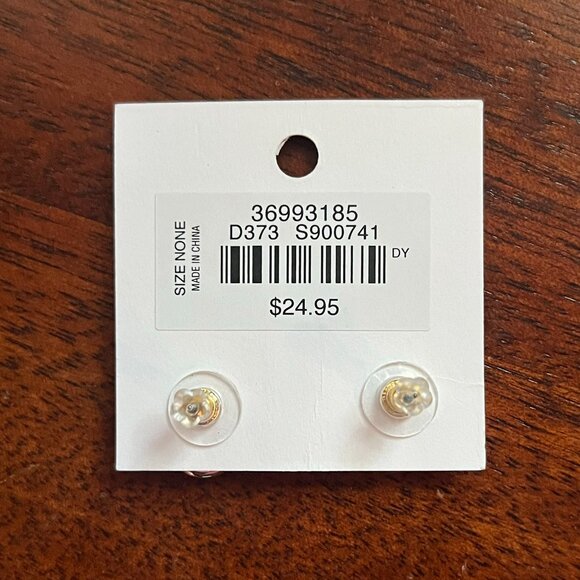 36993185
D373 S900741
DY
$24.95
SIZE NONE
MADE IN CHINA